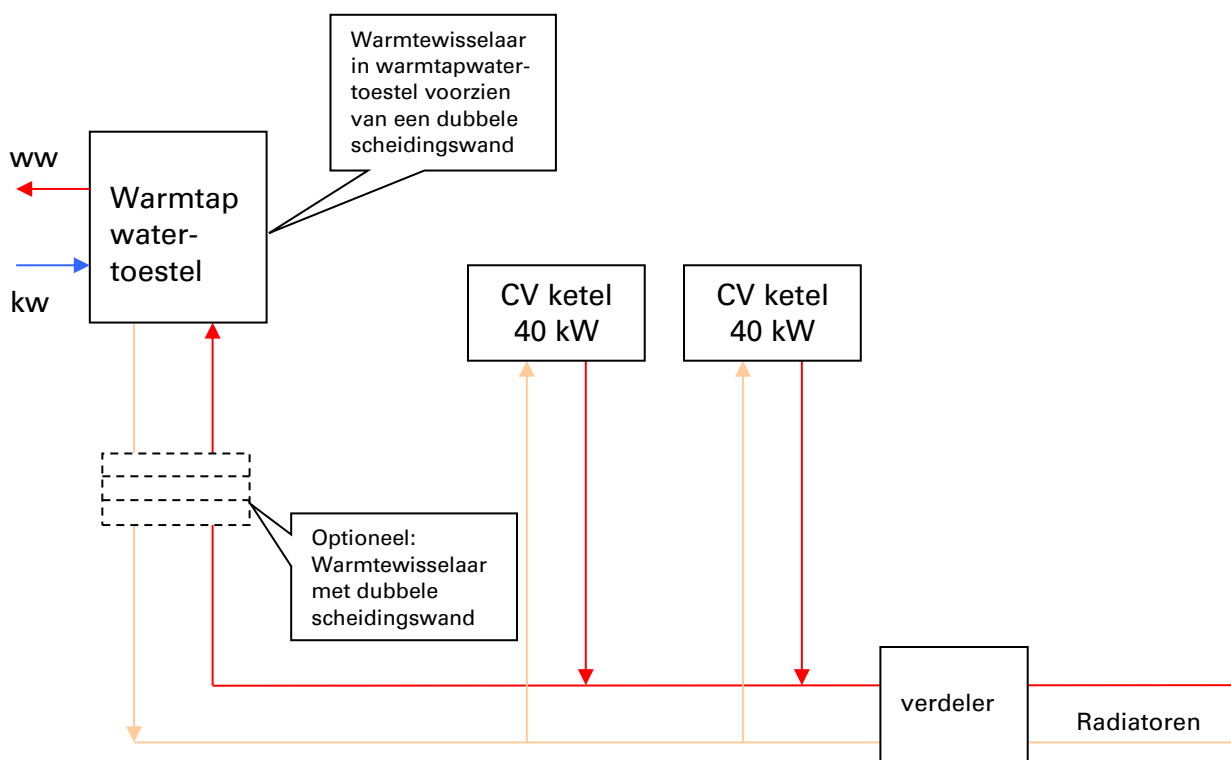 Warmtewisselaar
in warmtapwater-
toestel voorzien
van een dubbele
scheidingswand
ww
Warmtap
water-
toestel
kw
CV ketel
40 kW
CV ketel
40 kW
Optioneel:
Warmtewisselaar
met dubbele
scheidingswand
verdeler
Radiatoren